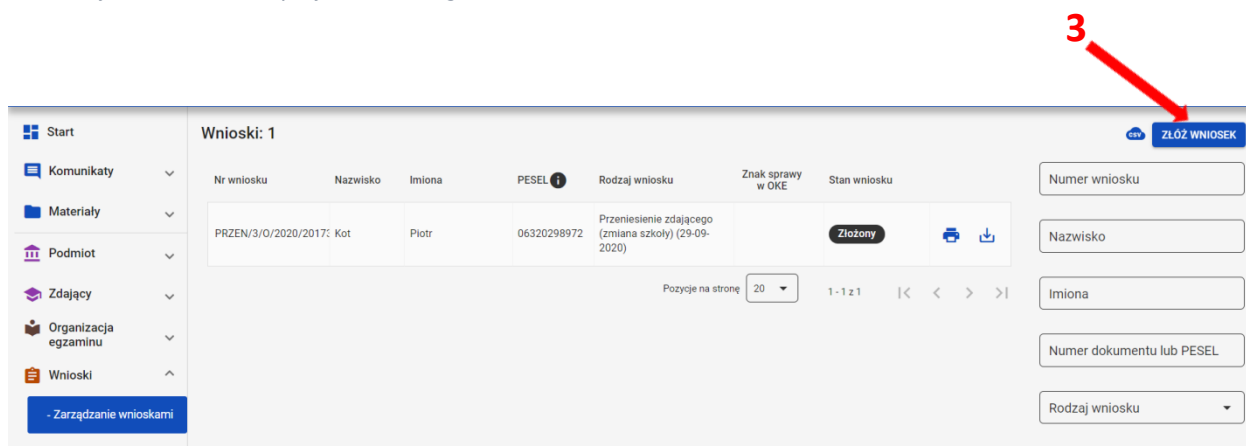 3
Start
Komunikaty
Materiały
Podmiot
Zdający
Organizacja
egzaminu
Wnioski
- Zarządzanie wnioskami
Wnioski: 1
csv
ZŁÓŻ WNIOSEK
Nr wniosku Nazwisko Imiona PESEL i Rodzaj wniosku Znak sprawy
w OKE Stan wniosku
PRZEN/3/O/2020/2017 Kot Piotr 06320298972 Przeniesienie zdającego
(zmiana szkoły) (29-09-
2020) Złożony
Pozycje na stronę 20 1 - 1 z 1 |< < > >|
Numer wniosku
Nazwisko
Imiona
Numer dokumentu lub PESEL
Rodzaj wniosku